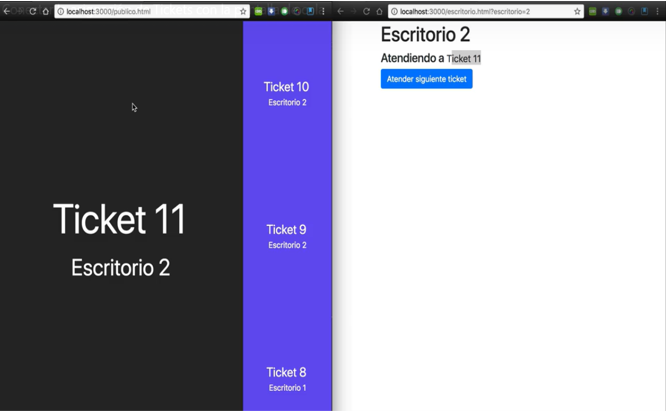 localhost:3000/publico.html
Ticket 11
Escritorio 2
Ticket 10
Escritorio 2
Ticket 9
Escritorio 2
Ticket 8
Escritorio 1
localhost:3000/escritorio.html?escritorio=2
Escritorio 2
Atendiendo a Ticket 11
Atender siguiente ticket